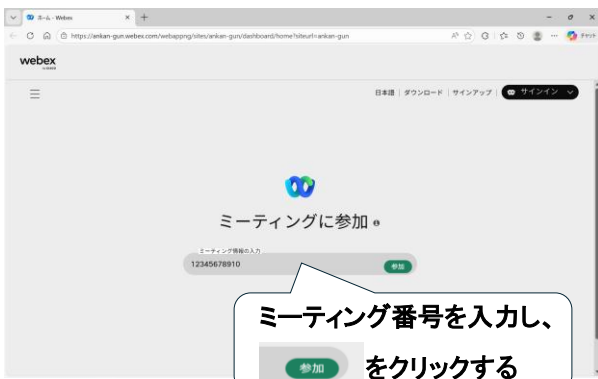 ホーム - Webex
https://ankan-gun.webex.com/webappng/sites/ankan-gun/dashboard/home?siteurl=ankan-gun
webex
日本語 | ダウンロード | サインアップ | サインイン
ミーティングに参加
ミーティング情報の入力
12345678910 参加
ミーティング番号を入力し、
参加 をクリックする